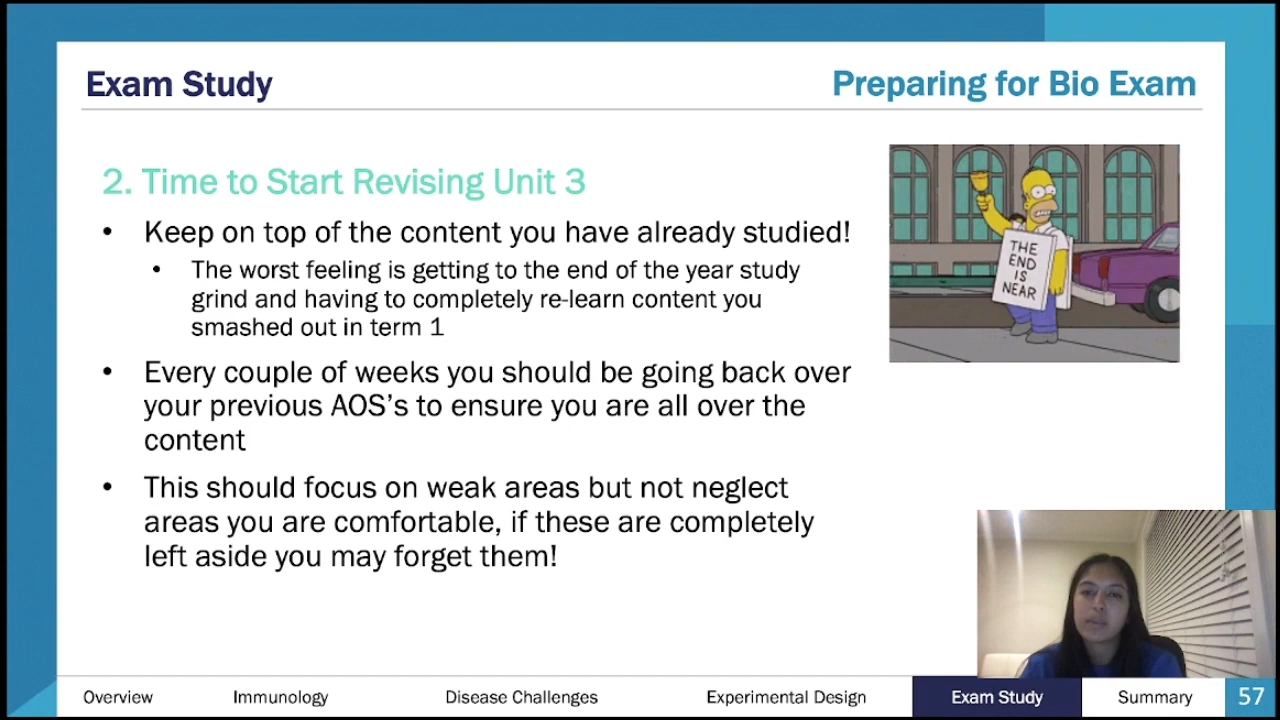 Exam Study
Preparing for Bio Exam
2. Time to Start Revising Unit 3
• Keep on top of the content you have already studied!
• The worst feeling is getting to the end of the year study
grind and having to completely re-learn content you
smashed out in term 1
• Every couple of weeks you should be going back over
your previous AOS's to ensure you are all over the
content
• This should focus on weak areas but not neglect
areas you are comfortable, if these are completely
left aside you may forget them!
THE
END
IS
NEAR
Overview
Immunology
Disease Challenges
Experimental Design
Exam Study
Summary
57